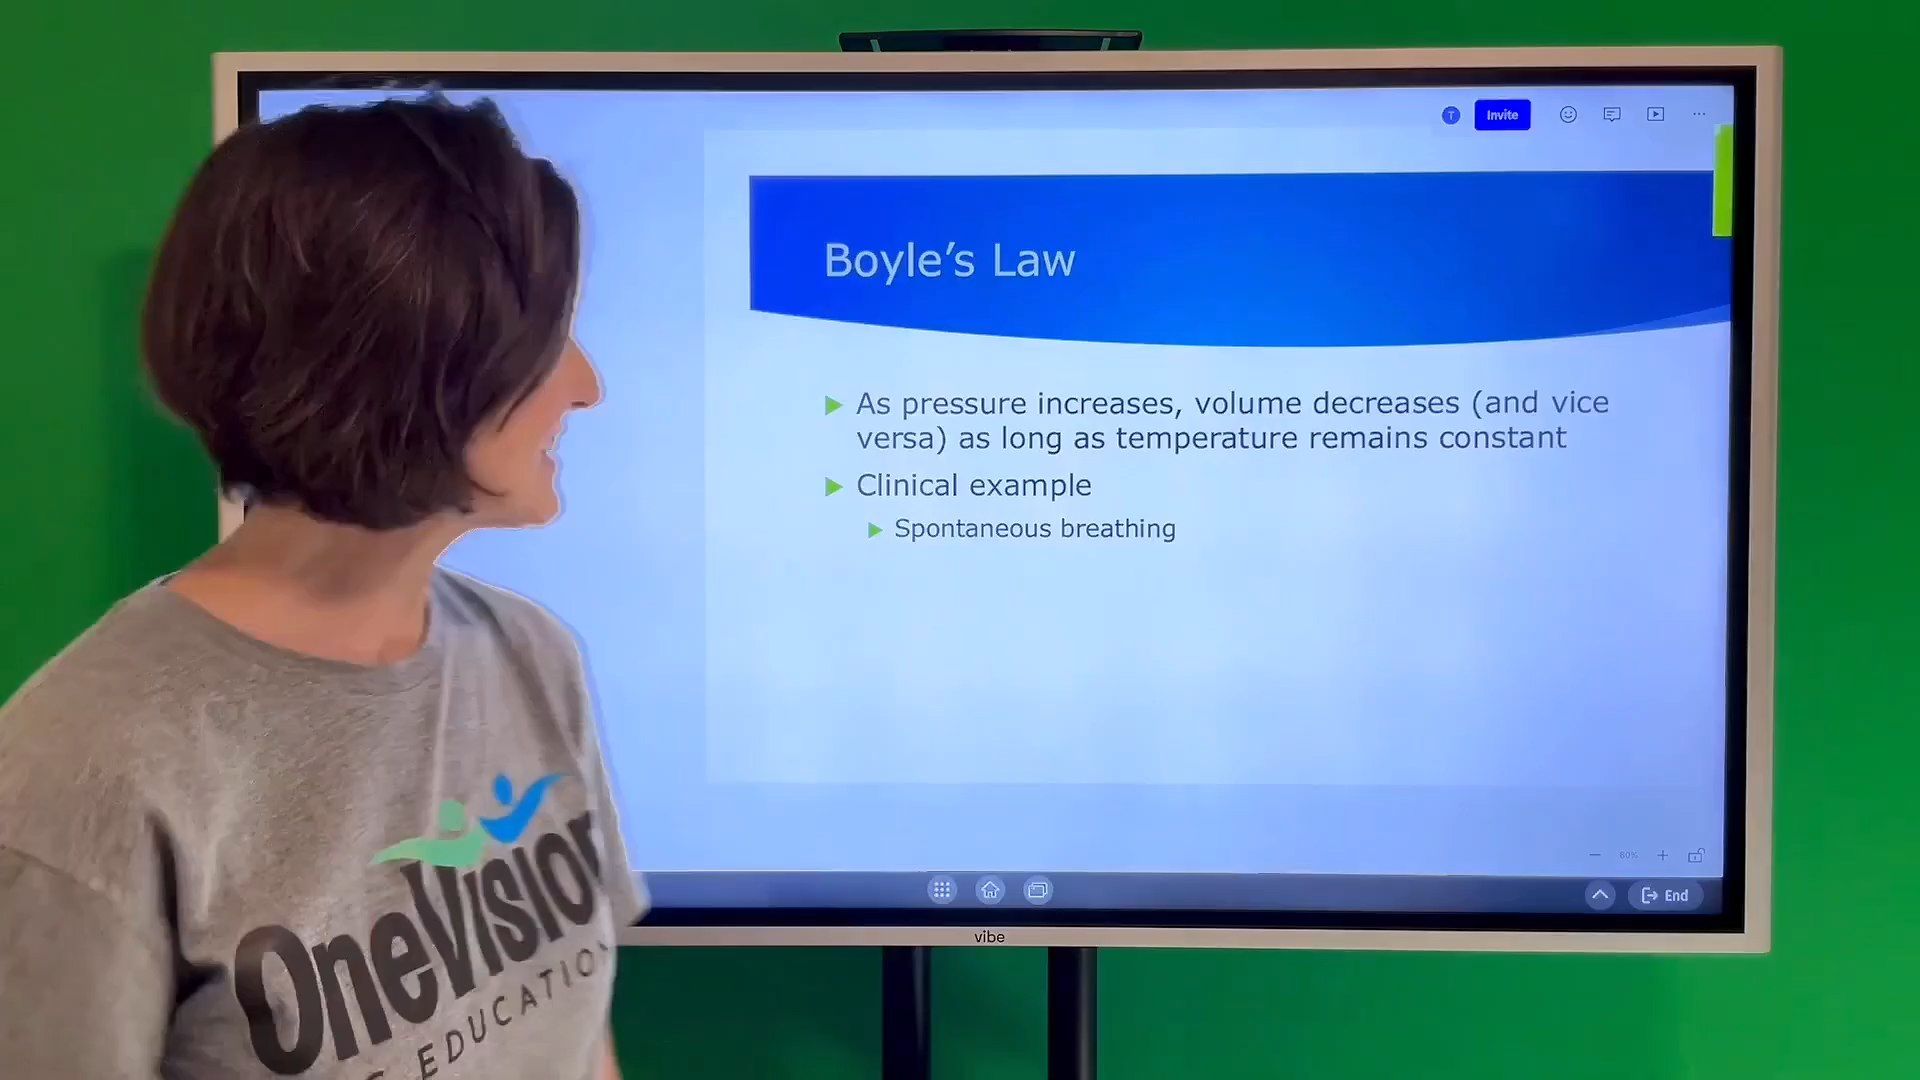 T
Invite
Boyle’s Law
As pressure increases, volume decreases (and vice
versa) as long as temperature remains constant
Clinical example
Spontaneous breathing
80%
End
vibe
OneVision
EDUCATION